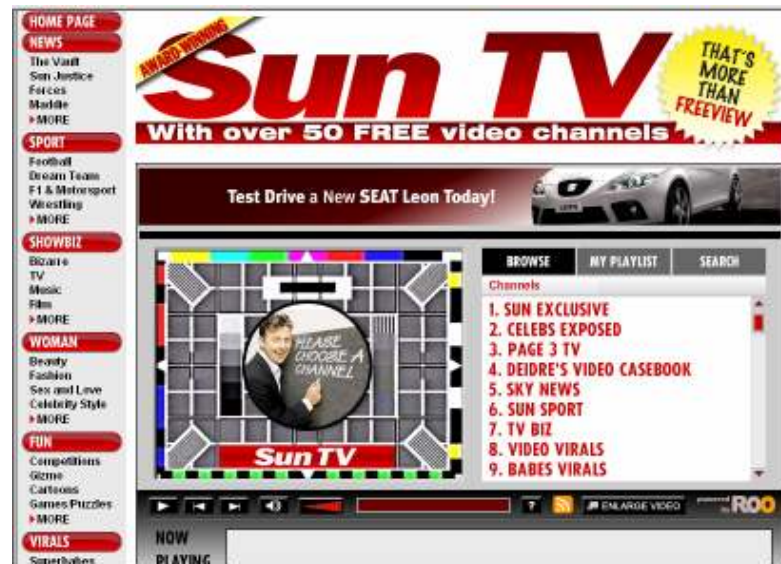 HOME PAGE
NEWS
The Vault
Sun Justice
Forces
Maddie
MORE
SPORT
Football
Dream Team
F1 & Motorsport
Wrestling
MORE
SHOWBIZ
Bizarre
TV
Music
Film
MORE
WOMAN
Beauty
Fashion
Sex and Love
Celebrity Style
MORE
FUN
Competitions
Gizmo
Cartoons
Games/Puzzles
MORE
VIRALS
Superbabes
AWARD WINNING
Sun TV
With over 50 FREE video channels
THAT'S
MORE
THAN
FREEVIEW
Test Drive a New SEAT Leon Today!
PLEASE
CHOOSE A
CHANNEL
Sun TV
BROWSE MY PLAYLIST SEARCH
Channels
1. SUN EXCLUSIVE
2. CELEBS EXPOSED
3. PAGE 3 TV
4. DEIDRE'S VIDEO CASEBOOK
5. SKY NEWS
6. SUN SPORT
7. TV BIZ
8. VIDEO VIRALS
9. BABES VIRALS
? ENLARGE VIDEO powered by ROO
NOW
PLAYING